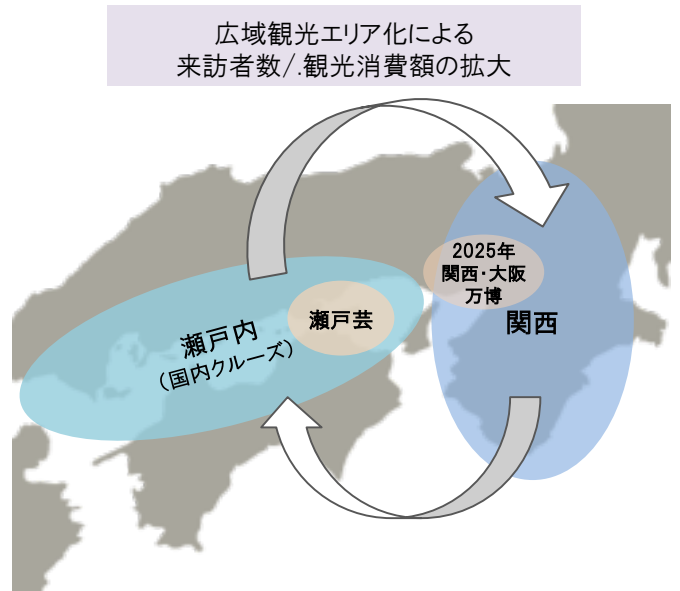 広域観光エリア化による
来訪者数/.観光消費額の拡大
2025年
関西・大阪
万博
瀬戸芸
関西
瀬戸内
（国内クルーズ）